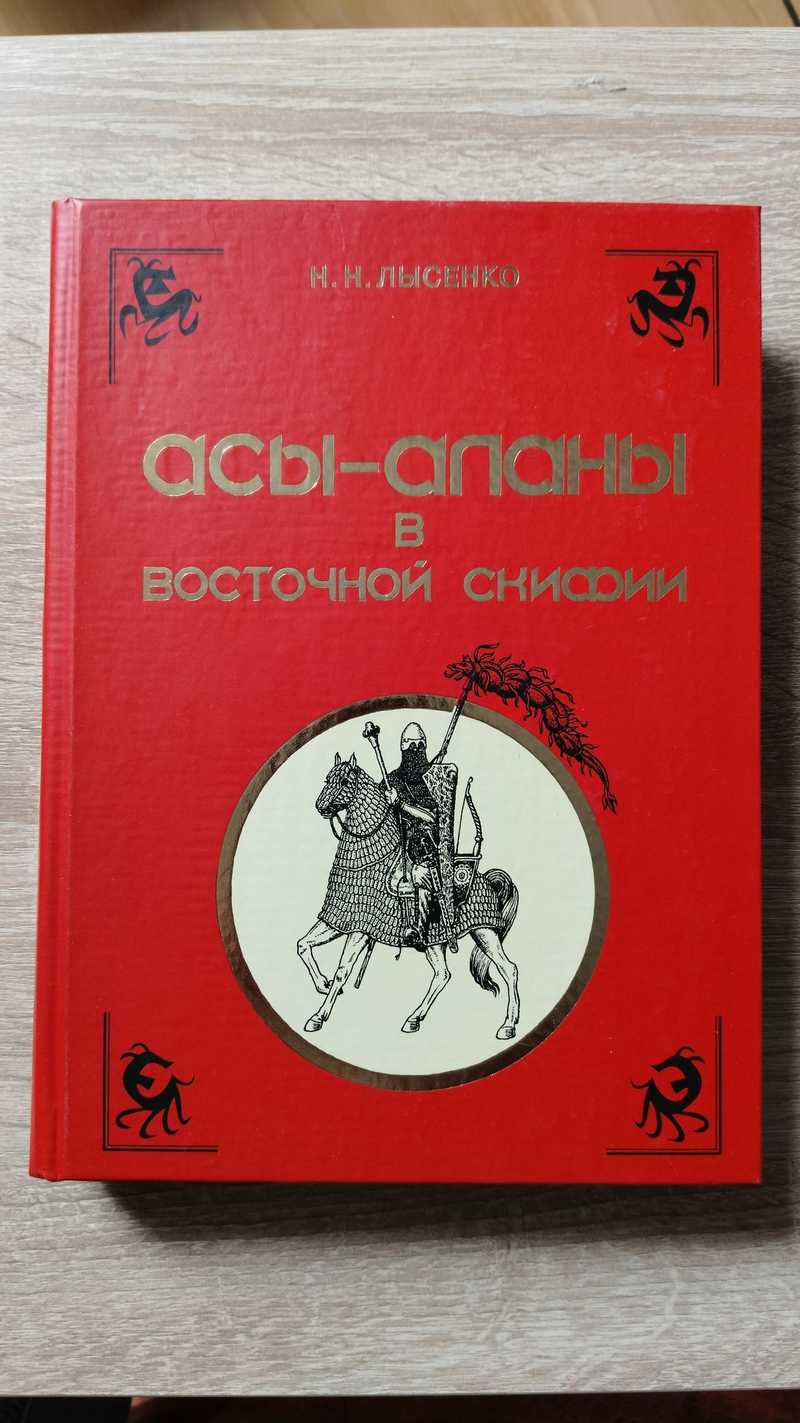 Н. Н. ЛЫСЕНКО
АСЫ-АЛАНЫ
В
ВОСТОЧНОЙ СКИФИИ